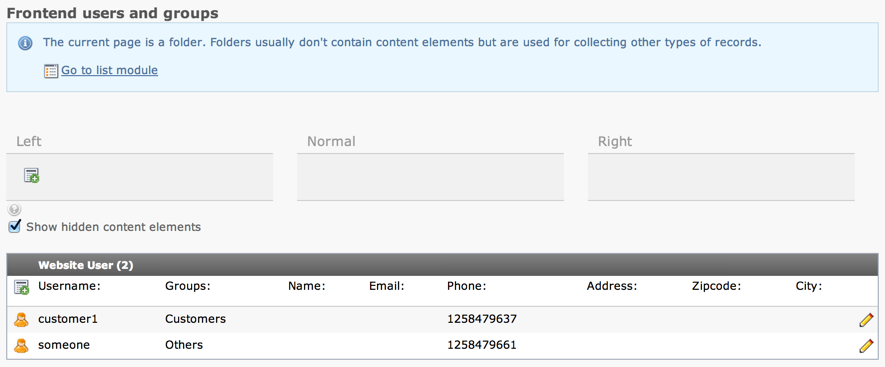 Frontend users and groups
The current page is a folder. Folders usually don't contain content elements but are used for collecting other types of records.
Go to list module
Left Normal Right
Show hidden content elements
Website User (2)
Username: Groups: Name: Email: Phone: Address: Zipcode: City:
customer1 Customers 1258479637
someone Others 1258479661